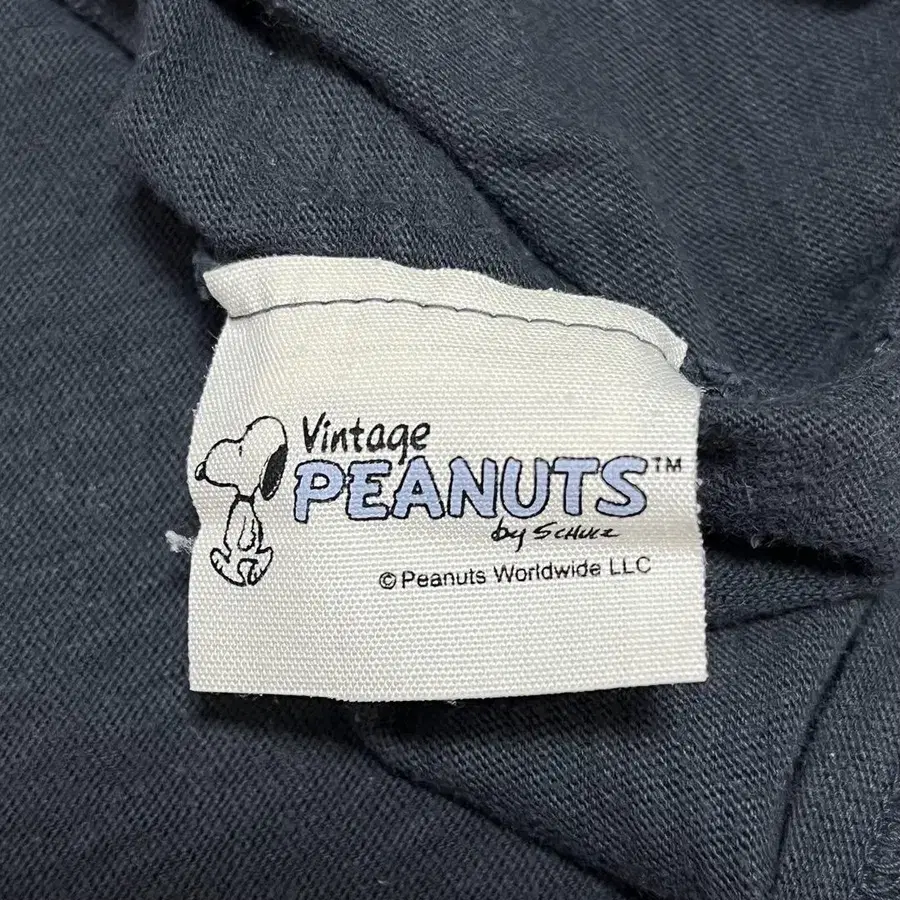 Vintage
PEANUTS™
by SCHULZ
©Peanuts Worldwide LLC